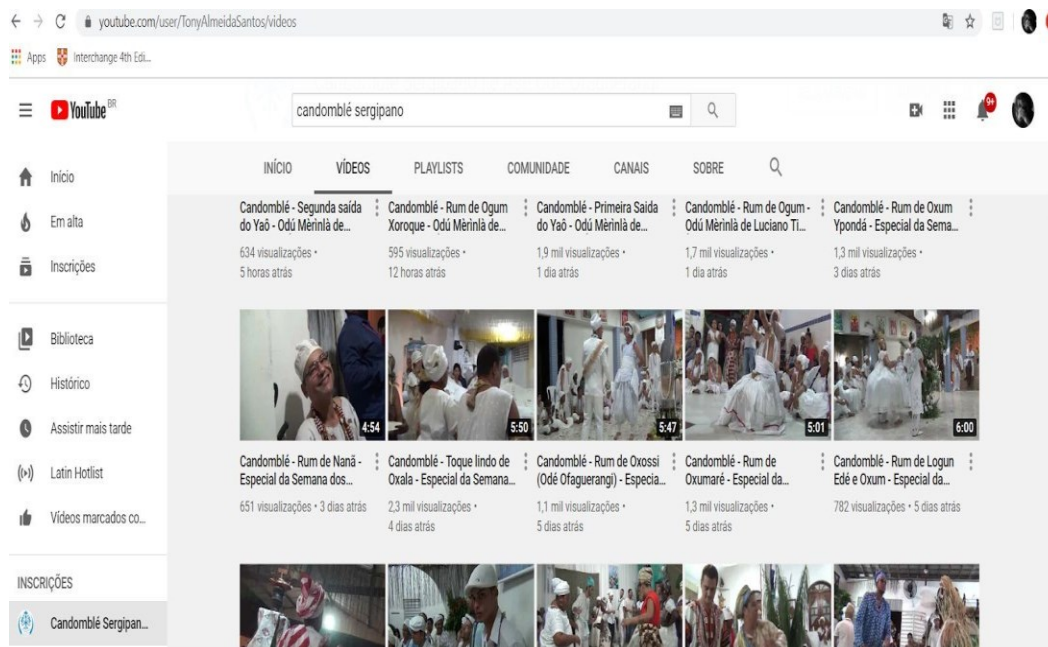 youtube.com/user/TonyAlmeidaSantos/videos
Apps Interchange 4th Edi...
YouTube BR
candomblé sergipano
9+
INÍCIO VÍDEOS PLAYLISTS COMUNIDADE CANAIS SOBRE
Início
Em alta
Inscrições
Biblioteca
Histórico
Assistir mais tarde
Latin Hotlist
Vídeos marcados co...
INSCRIÇÕES
Candomblé Sergipan...
Candomblé - Segunda saída
do Yaô - Odú Mèrinlà de...
634 visualizações •
5 horas atrás
Candomblé - Rum de Ogum
Xoroque - Odú Mèrinlà de...
595 visualizações •
12 horas atrás
Candomblé - Primeira Saida
do Yaô - Odú Mèrinlà de...
1,9 mil visualizações •
1 dia atrás
Candomblé - Rum de Ogum -
Odú Mèrinlà de Luciano Ti...
1,7 mil visualizações •
1 dia atrás
Candomblé - Rum de Oxum
Ypondá - Especial da Sema...
1,3 mil visualizações •
3 dias atrás
4:54
Candomblé - Rum de Nanã -
Especial da Semana dos...
651 visualizações • 3 dias atrás
5:50
Candomblé - Toque lindo de
Oxala - Especial da Semana...
2,3 mil visualizações •
4 dias atrás
5:47
Candomblé - Rum de Oxossi
(Odé Ofaguerangi) - Especia...
1,1 mil visualizações •
5 dias atrás
5:01
Candomblé - Rum de
Oxumaré - Especial da...
1,3 mil visualizações •
5 dias atrás
6:00
Candomblé - Rum de Logun
Edé e Oxum - Especial da...
782 visualizações • 5 dias atrás